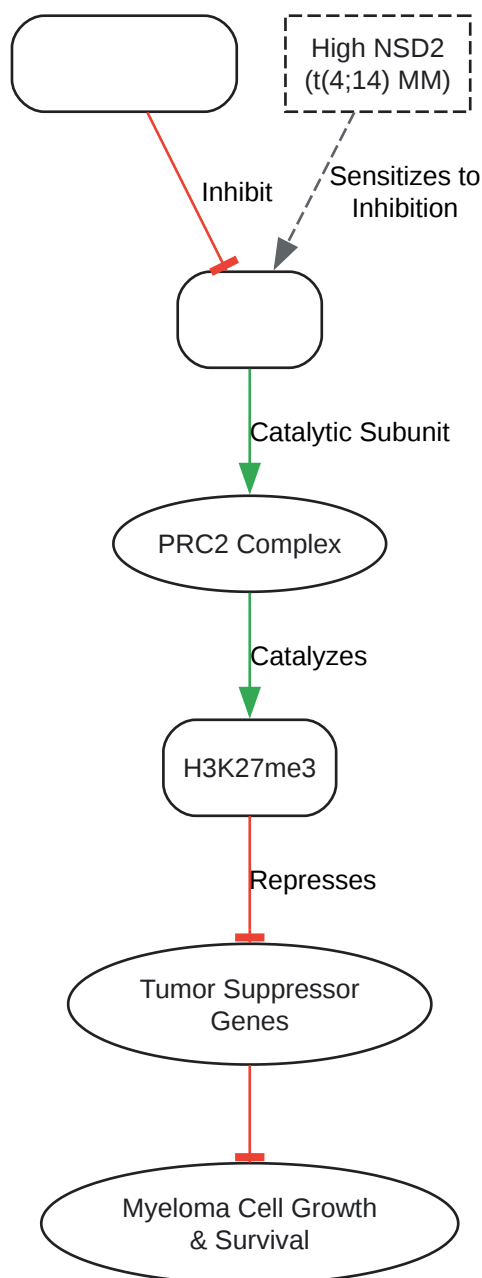 High NSD2
(t(4;14) MM)
Inhibit
Sensitizes to
Inhibition
Catalytic Subunit
PRC2 Complex
Catalyzes
H3K27me3
Represses
Tumor Suppressor
Genes
Myeloma Cell Growth
& Survival